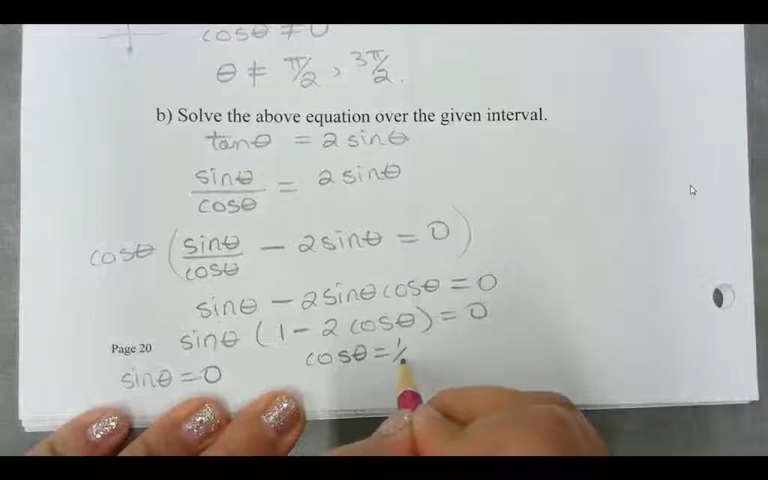 cosθ ≠ 0
θ ≠ π/2, 3π/2.
b) Solve the above equation over the given interval.
tanθ = 2 sinθ
sinθ/cosθ = 2 sinθ
cosθ (sinθ/cosθ - 2sinθ = 0)
sinθ - 2sinθcosθ = 0
sinθ (1 - 2 cosθ) = 0
Page 20
sinθ = 0
cosθ = 1/